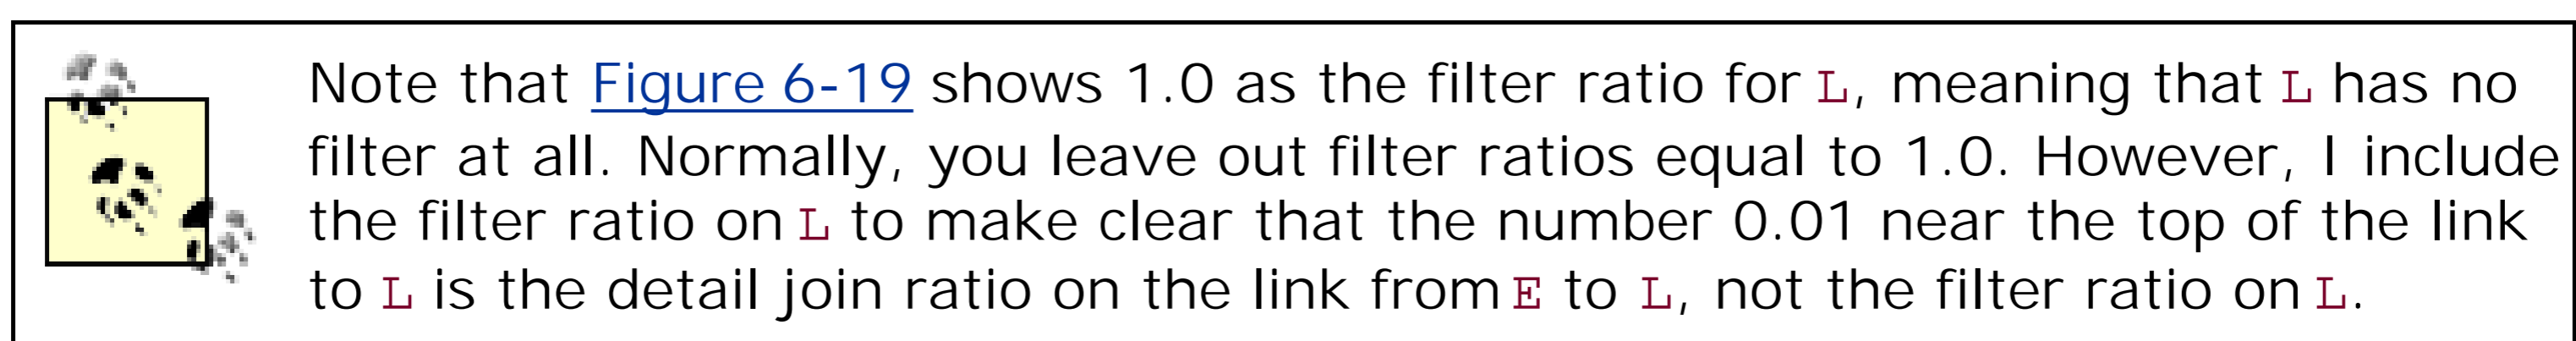 Note that Figure 6-19 shows 1.0 as the filter ratio for L, meaning that L has no
filter at all. Normally, you leave out filter ratios equal to 1.0. However, I include
the filter ratio on L to make clear that the number 0.01 near the top of the link
to L is the detail join ratio on the link from E to L, not the filter ratio on L.